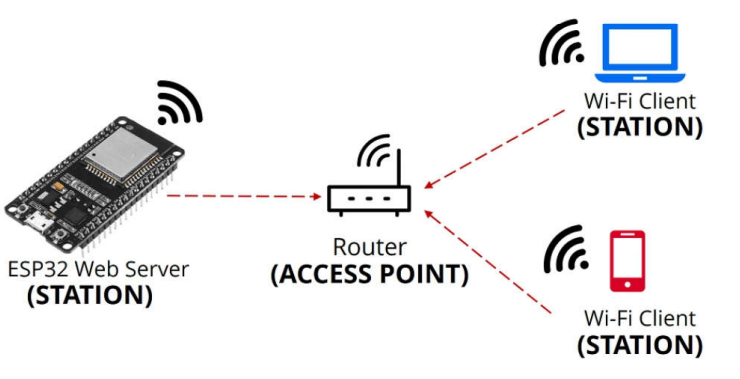 Wi-Fi Client
(STATION)
Router
(ACCESS POINT)
ESP32 Web Server
(STATION)
Wi-Fi Client
(STATION)